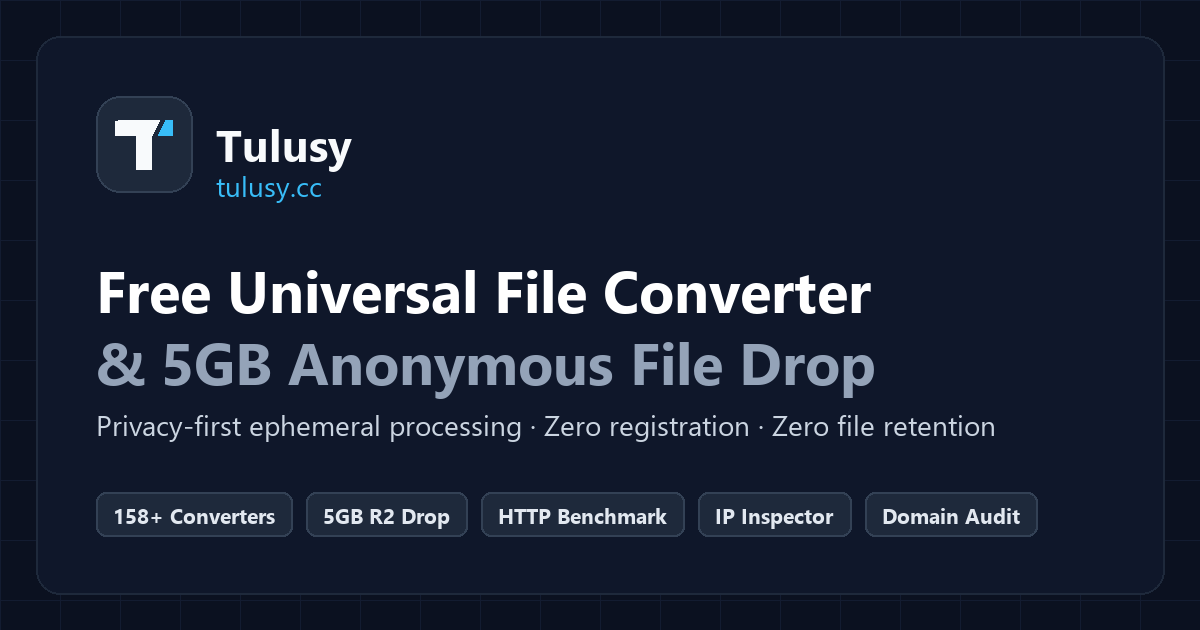 Tulusy
tulusy.cc
Free Universal File Converter
& 5GB Anonymous File Drop
Privacy-first ephemeral processing · Zero registration · Zero file retention
158+ Converters
5GB R2 Drop
HTTP Benchmark
IP Inspector
Domain Audit